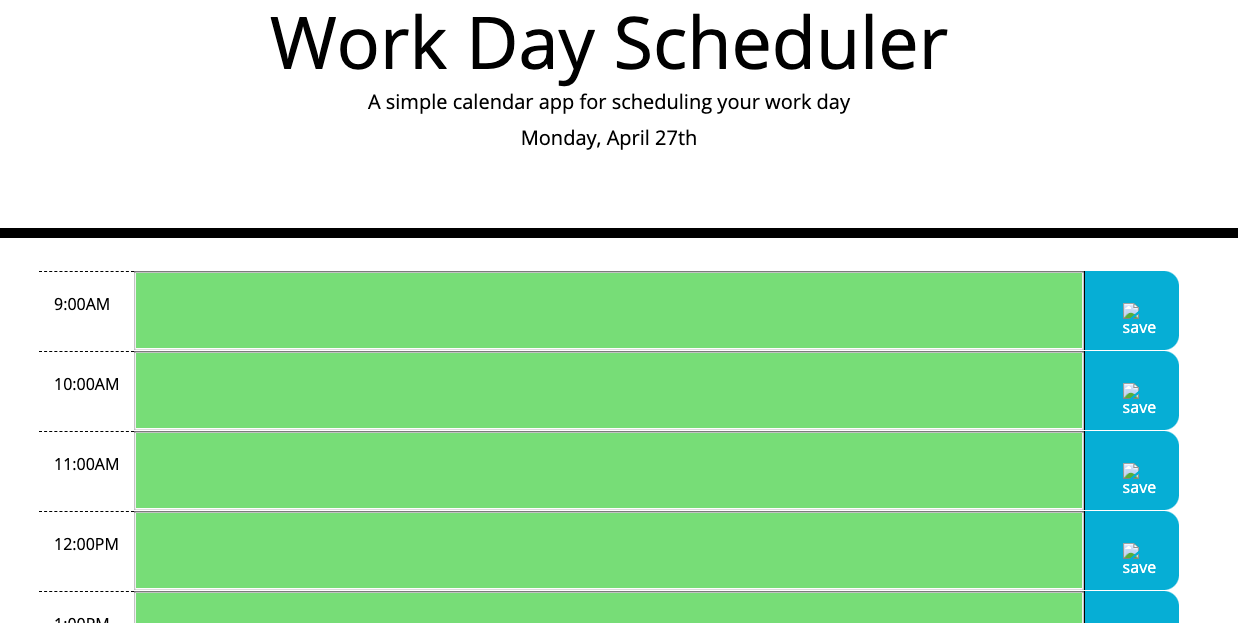 Work Day Scheduler
A simple calendar app for scheduling your work day
Monday, April 27th
9:00AM
save
10:00AM
save
11:00AM
save
12:00PM
save
1:00PM